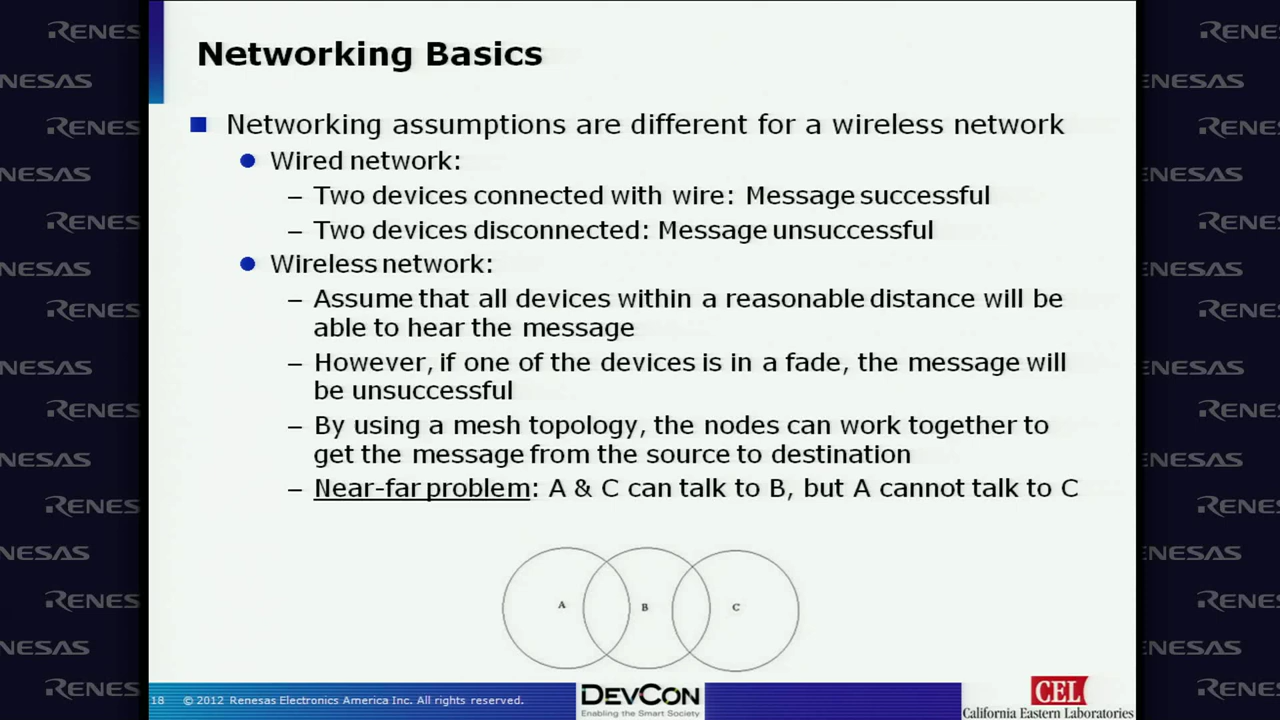 Networking Basics
Networking assumptions are different for a wireless network
Wired network:
– Two devices connected with wire: Message successful
– Two devices disconnected: Message unsuccessful
Wireless network:
– Assume that all devices within a reasonable distance will be
able to hear the message
– However, if one of the devices is in a fade, the message will
be unsuccessful
– By using a mesh topology, the nodes can work together to
get the message from the source to destination
– Near-far problem: A & C can talk to B, but A cannot talk to C
A B C
18 © 2012 Renesas Electronics America Inc. All rights reserved.
DEVCON
Enabling the Smart Society
CEL
California Eastern Laboratories
RENESAS